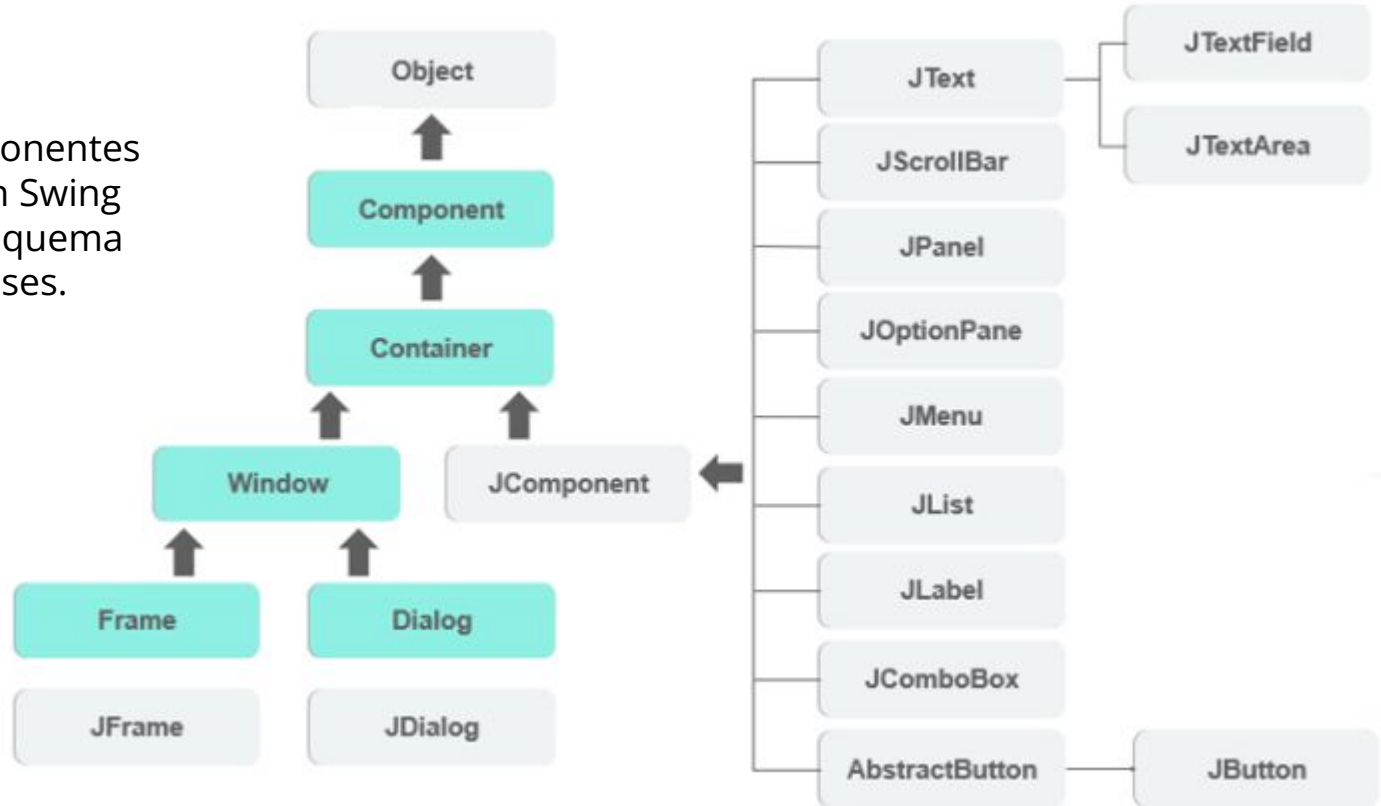 onentes
n Swing
quema
ses.
Object
Component
Container
Window
JComponent
Frame
Dialog
JFrame
JDialog
JText
JTextField
JTextArea
JScrollBar
JPanel
JOptionPane
JMenu
JList
JLabel
JComboBox
AbstractButton
JButton